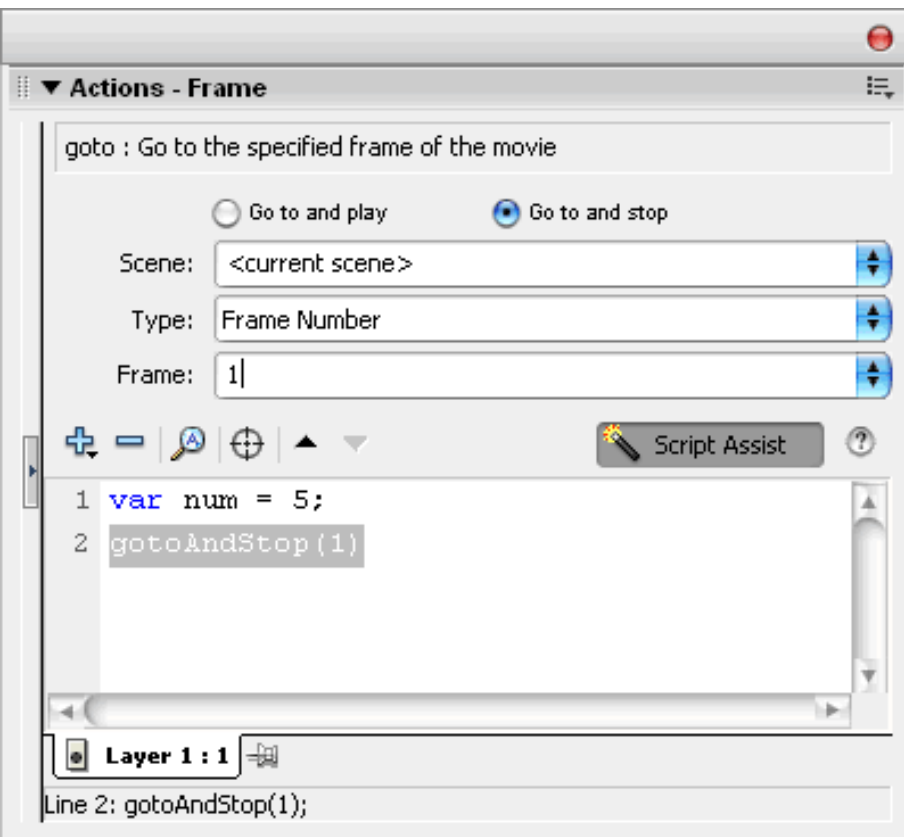 Actions - Frame
goto : Go to the specified frame of the movie
Go to and play Go to and stop
Scene: <current scene>
Type: Frame Number
Frame: 1
Script Assist ?
1 var num = 5;
2 gotoAndStop(1)
Layer 1 : 1
Line 2: gotoAndStop(1);